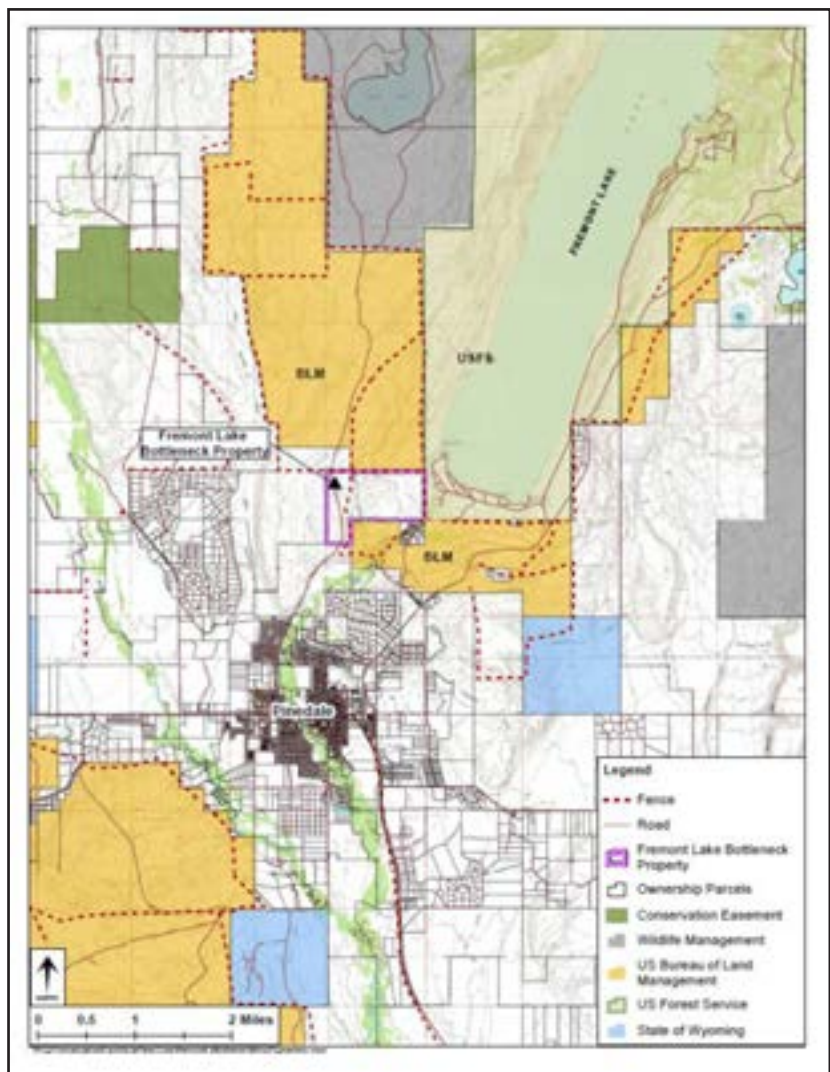 FREMONT LAKE
USFS
BLM
Fremont Lake
Bottleneck Property
BLM
Pinedale
Legend
Fence
Road
Fremont Lake Bottleneck
Property
Ownership Parcels
Conservation Easement
Wildlife Management
US Bureau of Land
Management
US Forest Service
State of Wyoming
0 0.5 1 2 Miles